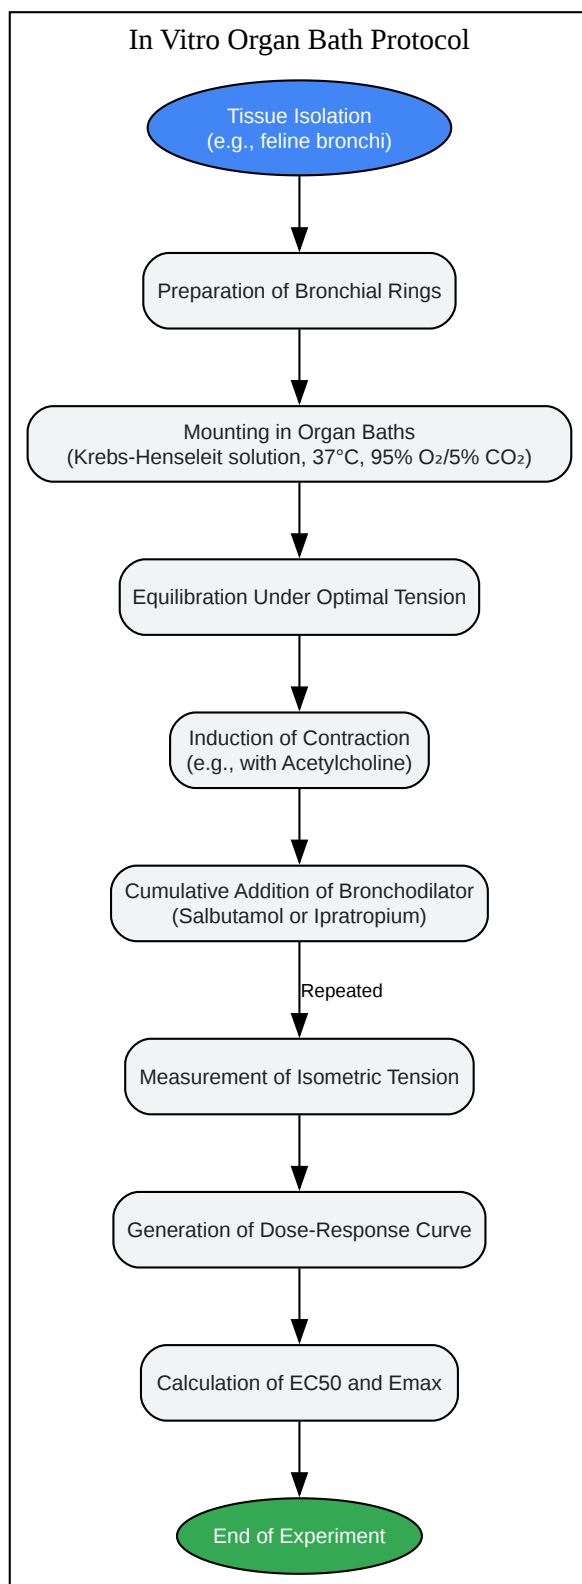 In Vitro Organ Bath Protocol
Tissue Isolation
(e.g., feline bronchi)
Preparation of Bronchial Rings
Mounting in Organ Baths
(Krebs-Henseleit solution, 37°C, 95% O₂/5% CO₂)
Equilibration Under Optimal Tension
Induction of Contraction
(e.g., with Acetylcholine)
Cumulative Addition of Bronchodilator
(Salbutamol or Ipratropium)
Repeated
Measurement of Isometric Tension
Generation of Dose-Response Curve
Calculation of EC50 and Emax
End of Experiment